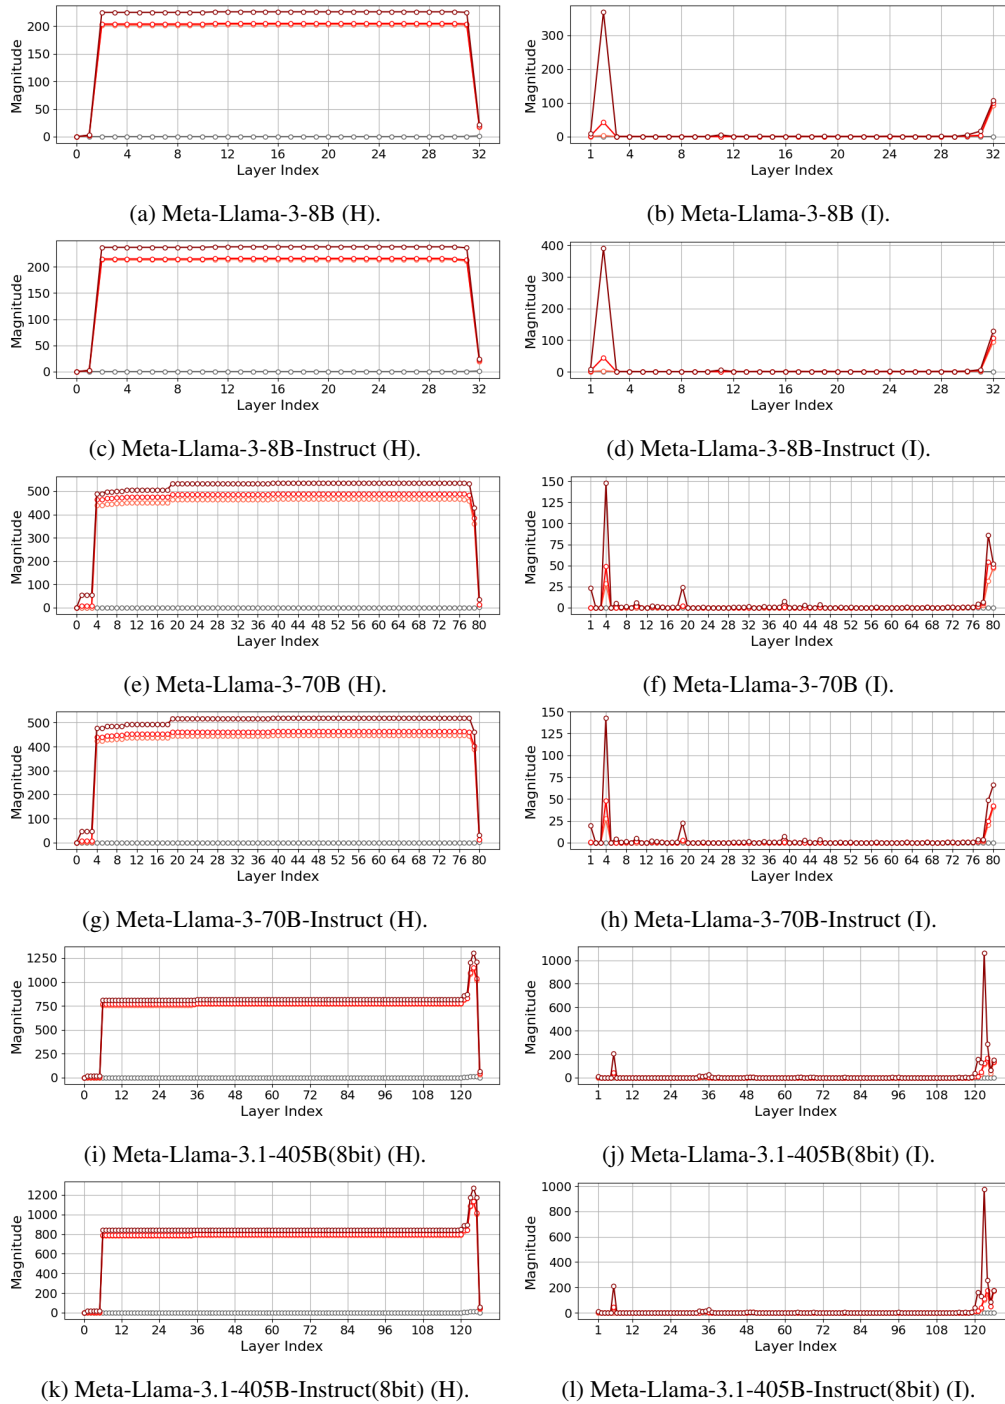 200
150
100
50
0
Magnitude
0 4 8 12 16 20 24 28 32
Layer Index
300
200
100
0
Magnitude
1 4 8 12 16 20 24 28 32
Layer Index
(a) Meta-Llama-3-8B (H).
(b) Meta-Llama-3-8B (I).
200
150
100
50
0
Magnitude
0 4 8 12 16 20 24 28 32
Layer Index
400
300
200
100
0
Magnitude
1 4 8 12 16 20 24 28 32
Layer Index
(c) Meta-Llama-3-8B-Instruct (H).
(d) Meta-Llama-3-8B-Instruct (I).
500
400
300
200
100
0
Magnitude
0 4 8 12 16 20 24 28 32 36 40 44 48 52 56 60 64 68 72 76 80
Layer Index
150
125
100
75
50
25
0
Magnitude
1 4 8 12 16 20 24 28 32 36 40 44 48 52 56 60 64 68 72 76 80
Layer Index
(e) Meta-Llama-3-70B (H).
(f) Meta-Llama-3-70B (I).
500
400
300
200
100
0
Magnitude
0 4 8 12 16 20 24 28 32 36 40 44 48 52 56 60 64 68 72 76 80
Layer Index
150
125
100
75
50
25
0
Magnitude
1 4 8 12 16 20 24 28 32 36 40 44 48 52 56 60 64 68 72 76 80
Layer Index
(g) Meta-Llama-3-70B-Instruct (H).
(h) Meta-Llama-3-70B-Instruct (I).
1250
1000
750
500
250
0
Magnitude
0 12 24 36 48 60 72 84 96 108 120
Layer Index
1000
800
600
400
200
0
Magnitude
1 12 24 36 48 60 72 84 96 108 120
Layer Index
(i) Meta-Llama-3.1-405B(8bit) (H).
(j) Meta-Llama-3.1-405B(8bit) (I).
1200
1000
800
600
400
200
0
Magnitude
0 12 24 36 48 60 72 84 96 108 120
Layer Index
1000
800
600
400
200
0
Magnitude
1 12 24 36 48 60 72 84 96 108 120
Layer Index
(k) Meta-Llama-3.1-405B-Instruct(8bit) (H).
(l) Meta-Llama-3.1-405B-Instruct(8bit) (I).